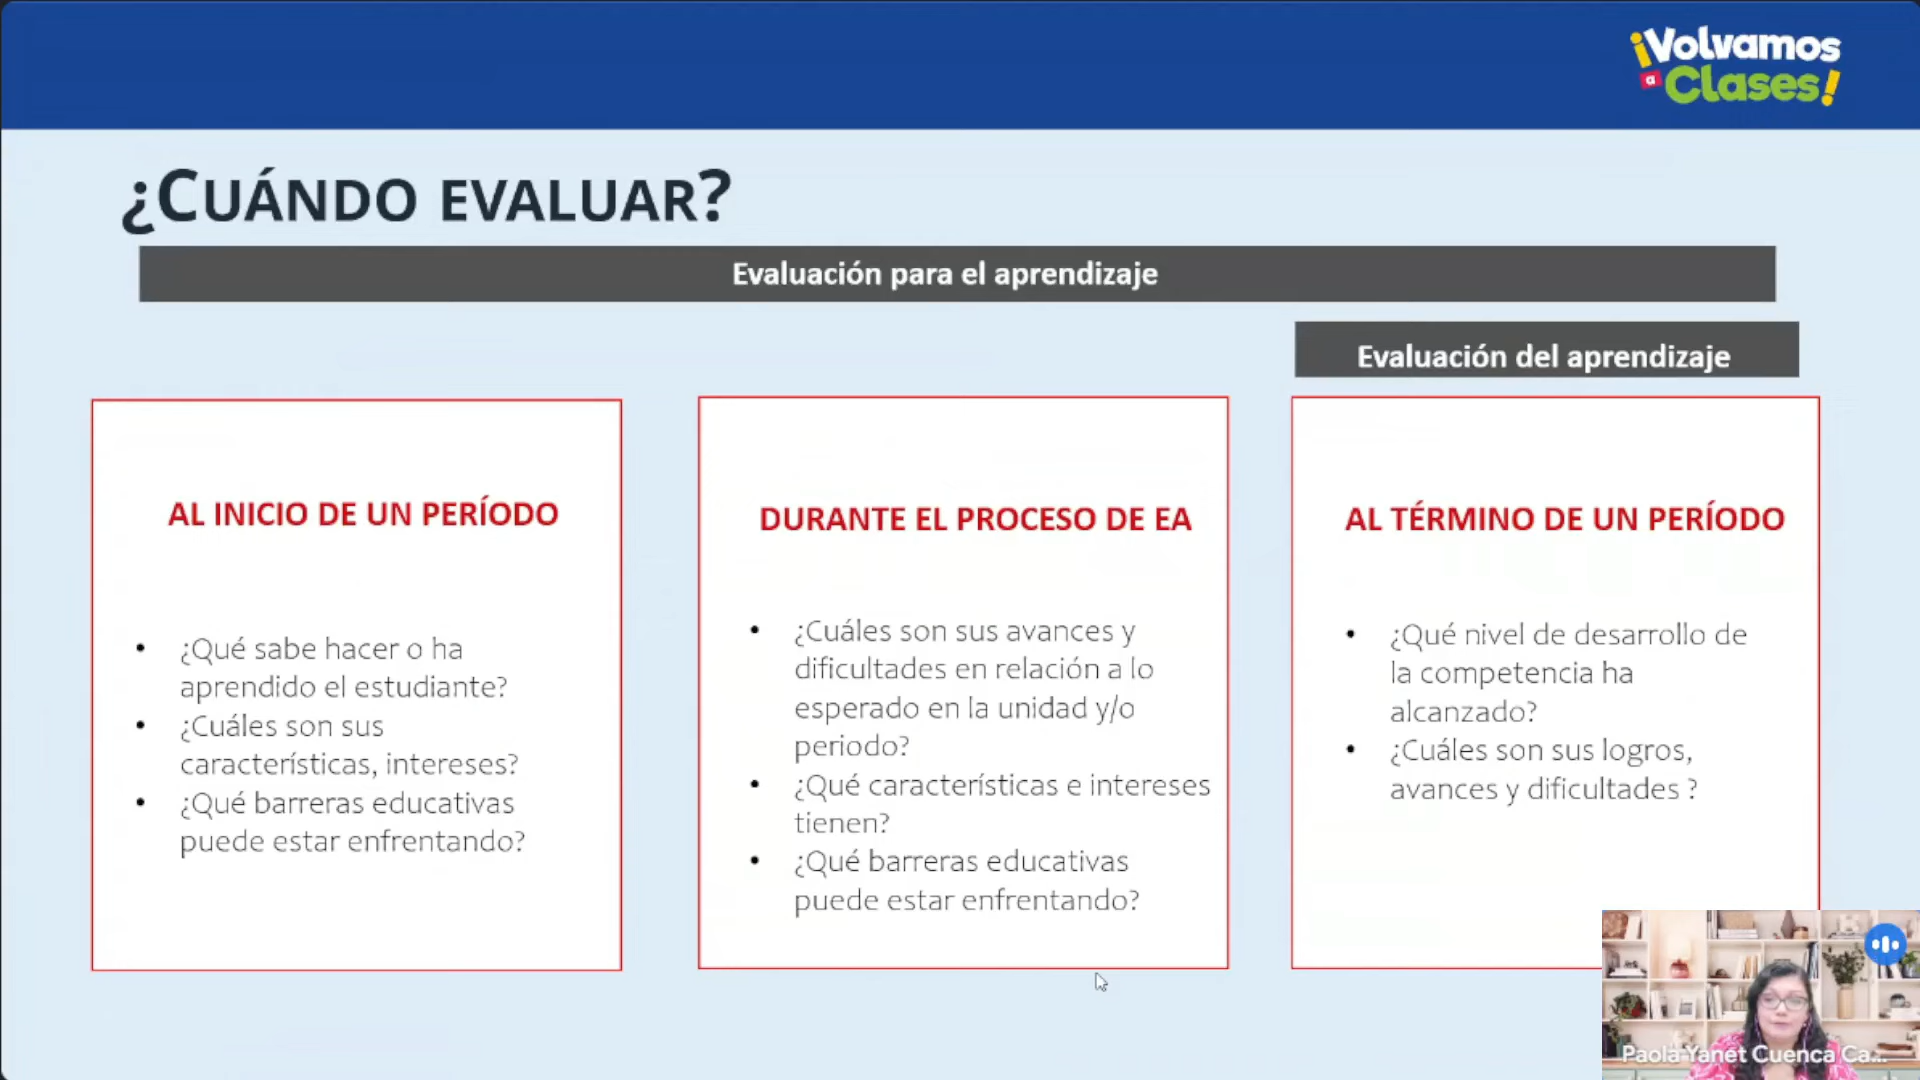 ¡Volvamos
a Clases!
¿CUÁNDO EVALUAR?
Evaluación para el aprendizaje
Evaluación del aprendizaje
AL INICIO DE UN PERÍODO
• ¿Qué sabe hacer o ha
aprendido el estudiante?
• ¿Cuáles son sus
características, intereses?
• ¿Qué barreras educativas
puede estar enfrentando?
DURANTE EL PROCESO DE EA
• ¿Cuáles son sus avances y
dificultades en relación a lo
esperado en la unidad y/o
periodo?
• ¿Qué características e intereses
tienen?
• ¿Qué barreras educativas
puede estar enfrentando?
AL TÉRMINO DE UN PERÍODO
• ¿Qué nivel de desarrollo de
la competencia ha
alcanzado?
• ¿Cuáles son sus logros,
avances y dificultades ?
Paola Yanet Cuenca Ca...